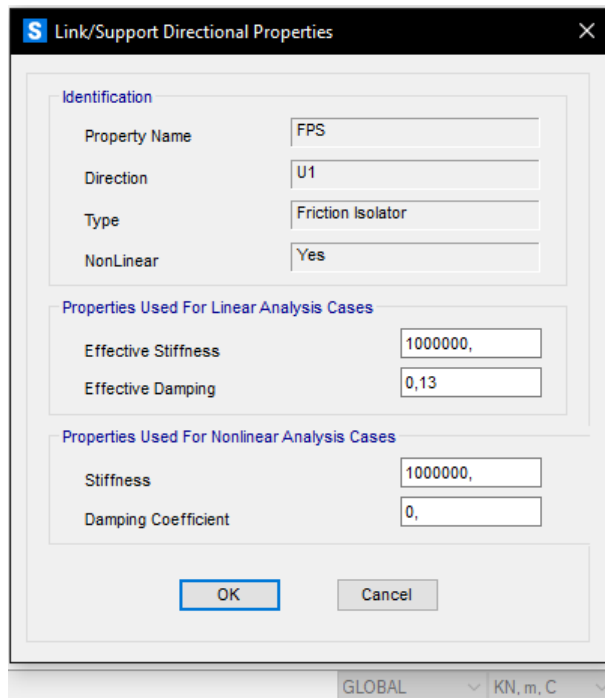 S Link/Support Directional Properties
Identification
Property Name FPS
Direction U1
Type Friction Isolator
NonLinear Yes
Properties Used For Linear Analysis Cases
Effective Stiffness 1000000,
Effective Damping 0,13
Properties Used For Nonlinear Analysis Cases
Stiffness 1000000,
Damping Coefficient 0,
OK Cancel
GLOBAL KN, m, C